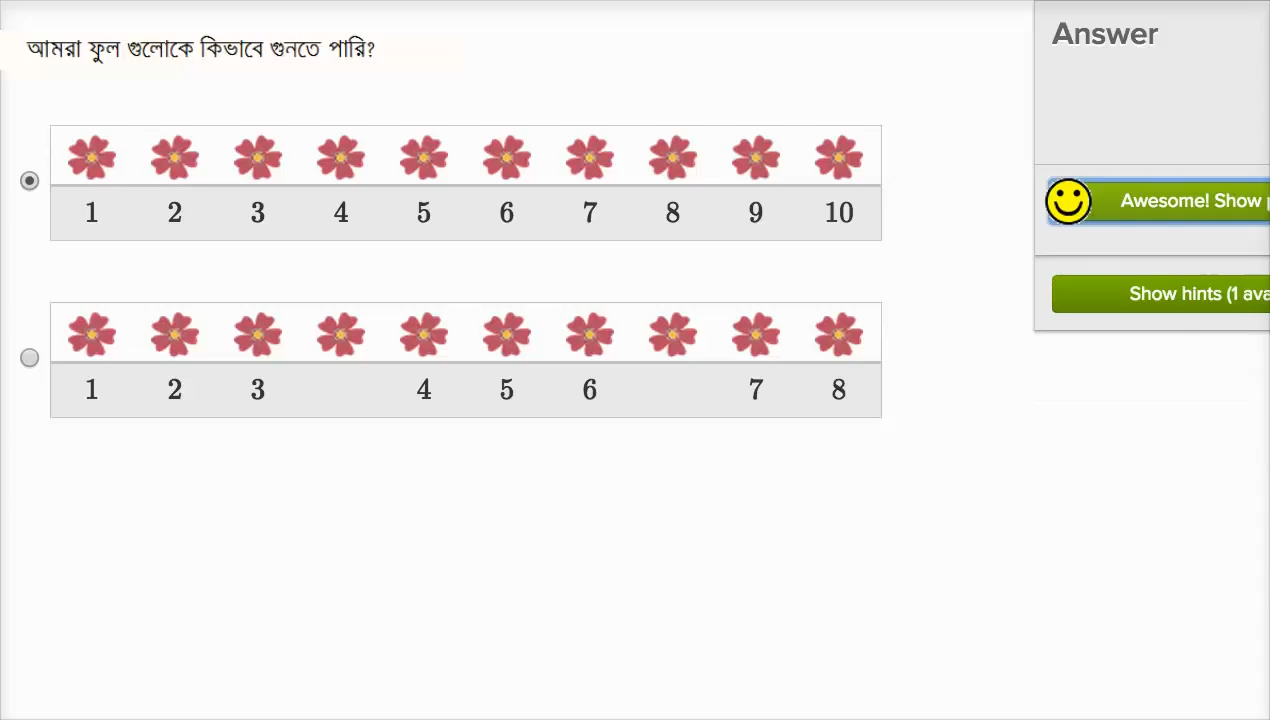 আমরা ফুল গুলোকে কিভাবে গুনতে পারি?
Answer
1 2 3 4 5 6 7 8 9 10
Awesome! Show
Show hints (1
1 2 3 4 5 6 7 8